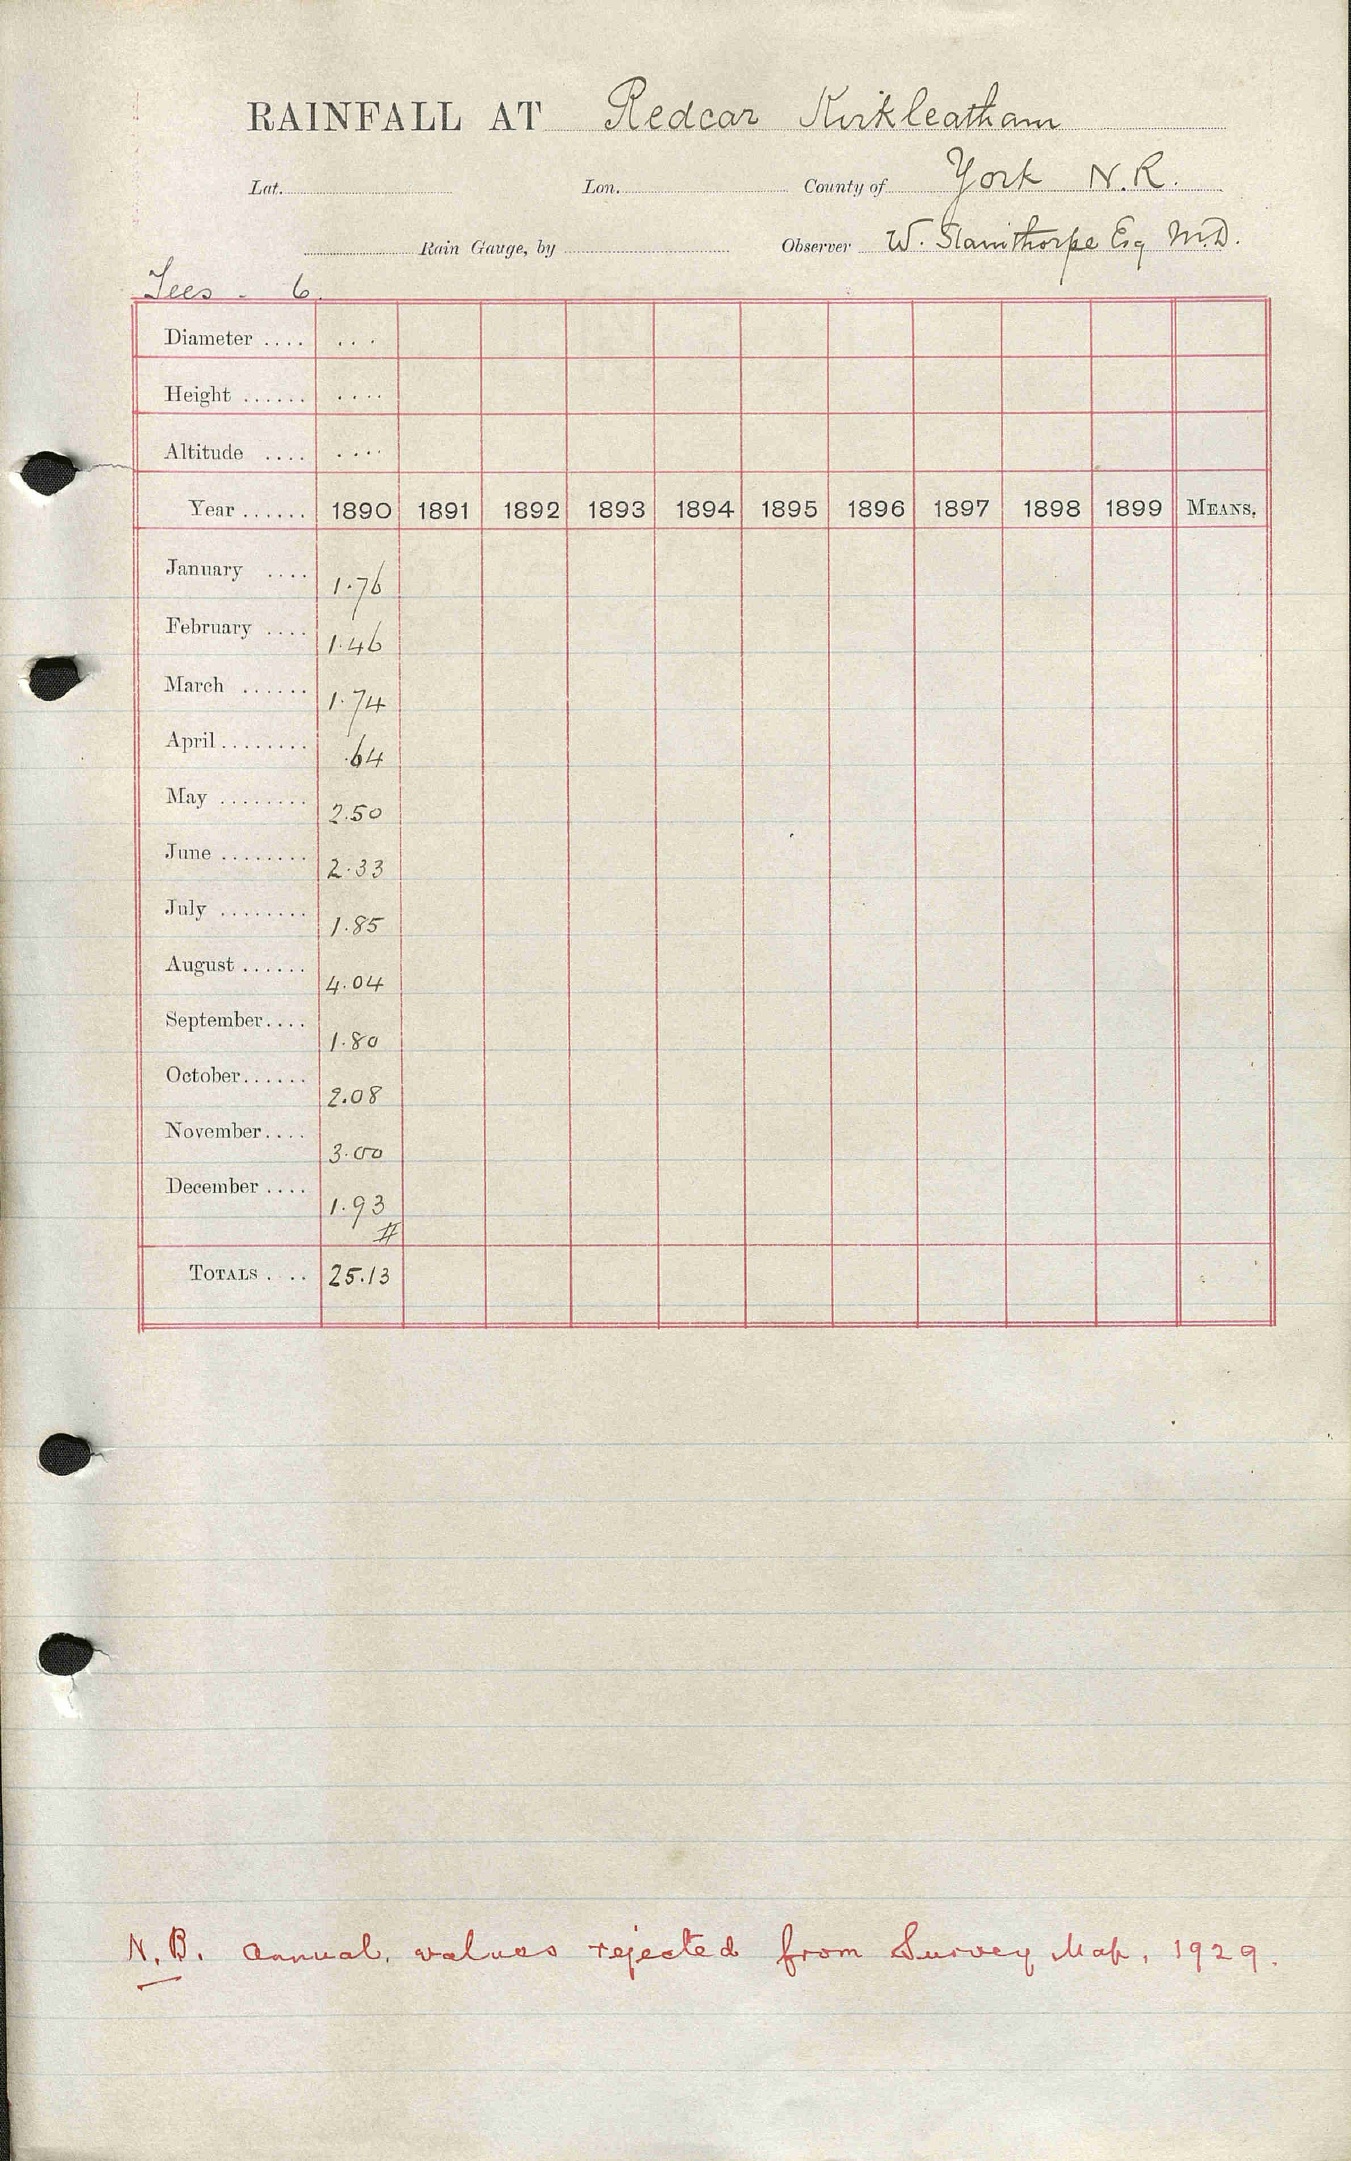 RAINFALL AT Redcar Kirkleatham
Lat. Lon. County of York N.R.
Rain Gauge, by Observer W. Stainthorpe Esq M.D.
Tees - 6.
Diameter .... ...
Height ...... ....
Altitude .... ....
Year ...... 1890 1891 1892 1893 1894 1895 1896 1897 1898 1899 MEANS.
January .... 1.76
February .... 1.46
March ...... 1.74
April ........ .64
May ........ 2.50
June ........ 2.33
July ........ 1.85
August ...... 4.04
September.... 1.80
October...... 2.08
November.... 3.00
December .... 1.93
#
TOTALS . .. 25.13
N.B. annual values rejected from Survey Map, 1929.